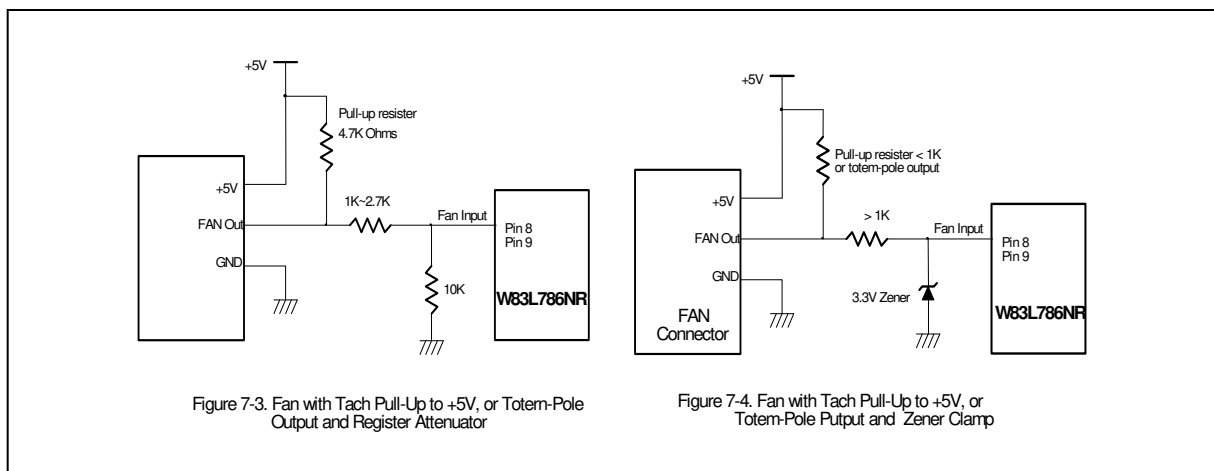 +5V
Pull-up resister
4.7K Ohms
+5V
1K~2.7K
Fan Input
FAN Out
Pin 8
Pin 9
GND
10K
W83L786NR
Figure 7-3. Fan with Tach Pull-Up to +5V, or Totem-Pole
Output and Register Attenuator
+5V
Pull-up resister < 1K
or totem-pole output
+5V
> 1K
Fan Input
FAN Out
Pin 8
Pin 9
GND
3.3V Zener
FAN
Connector
W83L786NR
Figure 7-4. Fan with Tach Pull-Up to +5V, or
Totem-Pole Putput and Zener Clamp